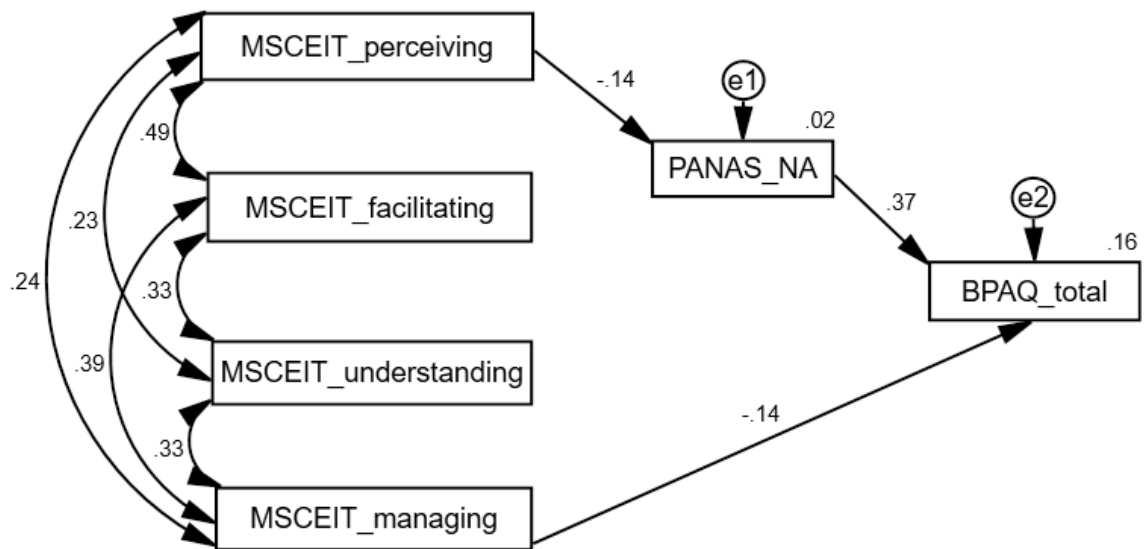 MSCEIT_perceiving
-.14
e1
.02
.49
PANAS_NA
MSCEIT_facilitating
.37
e2
.23
.16
.24
.33
BPAQ_total
.39
MSCEIT_understanding
-.14
.33
MSCEIT_managing